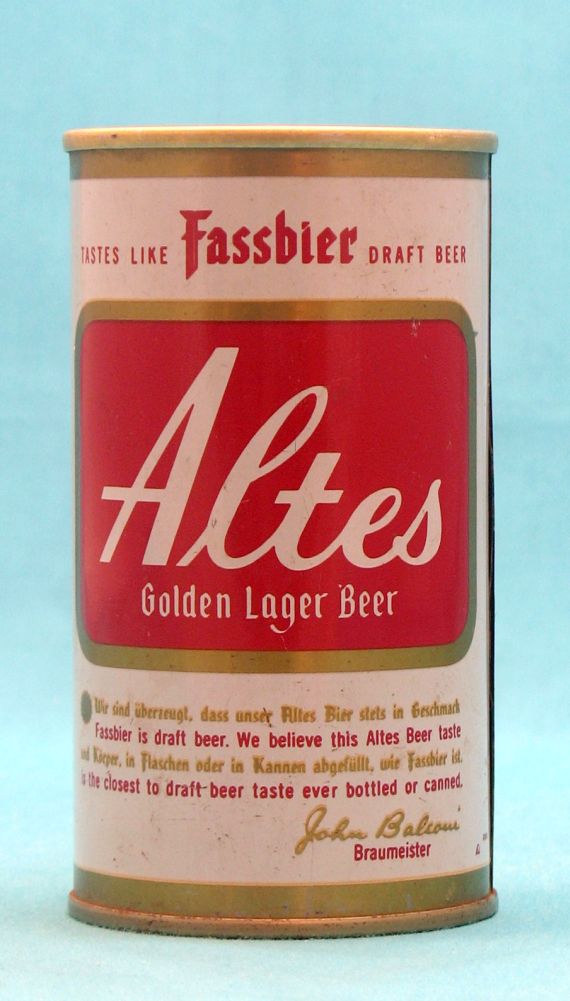 TASTES LIKE Fassbier DRAFT BEER
Altes
Golden Lager Beer
Wir sind überzeugt, dass unser Altes Bier stets in Geschmack
Fassbier is draft beer. We believe this Altes Beer taste
und Körper, in Flaschen oder in Kannen abgefüllt, wie Fassbier ist.
is the closest to draft beer taste ever bottled or canned.
John Balconi
Braumeister